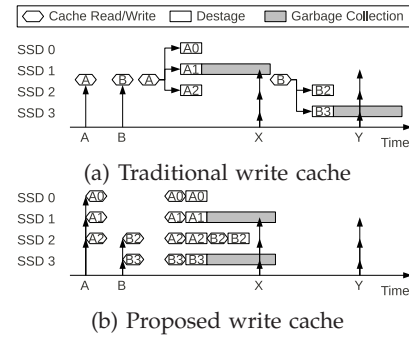 Cache Read/Write Destage Garbage Collection
SSD 0 A0
SSD 1 A1
A B A B
SSD 2 A2 B2
SSD 3 B3
A B X Y Time
(a) Traditional write cache
SSD 0 A0 A0 A0
SSD 1 A1 A1 A1
SSD 2 A2 B2 A2 A2 B2 B2
SSD 3 B3 B3 B3
A B X Y Time
(b) Proposed write cache